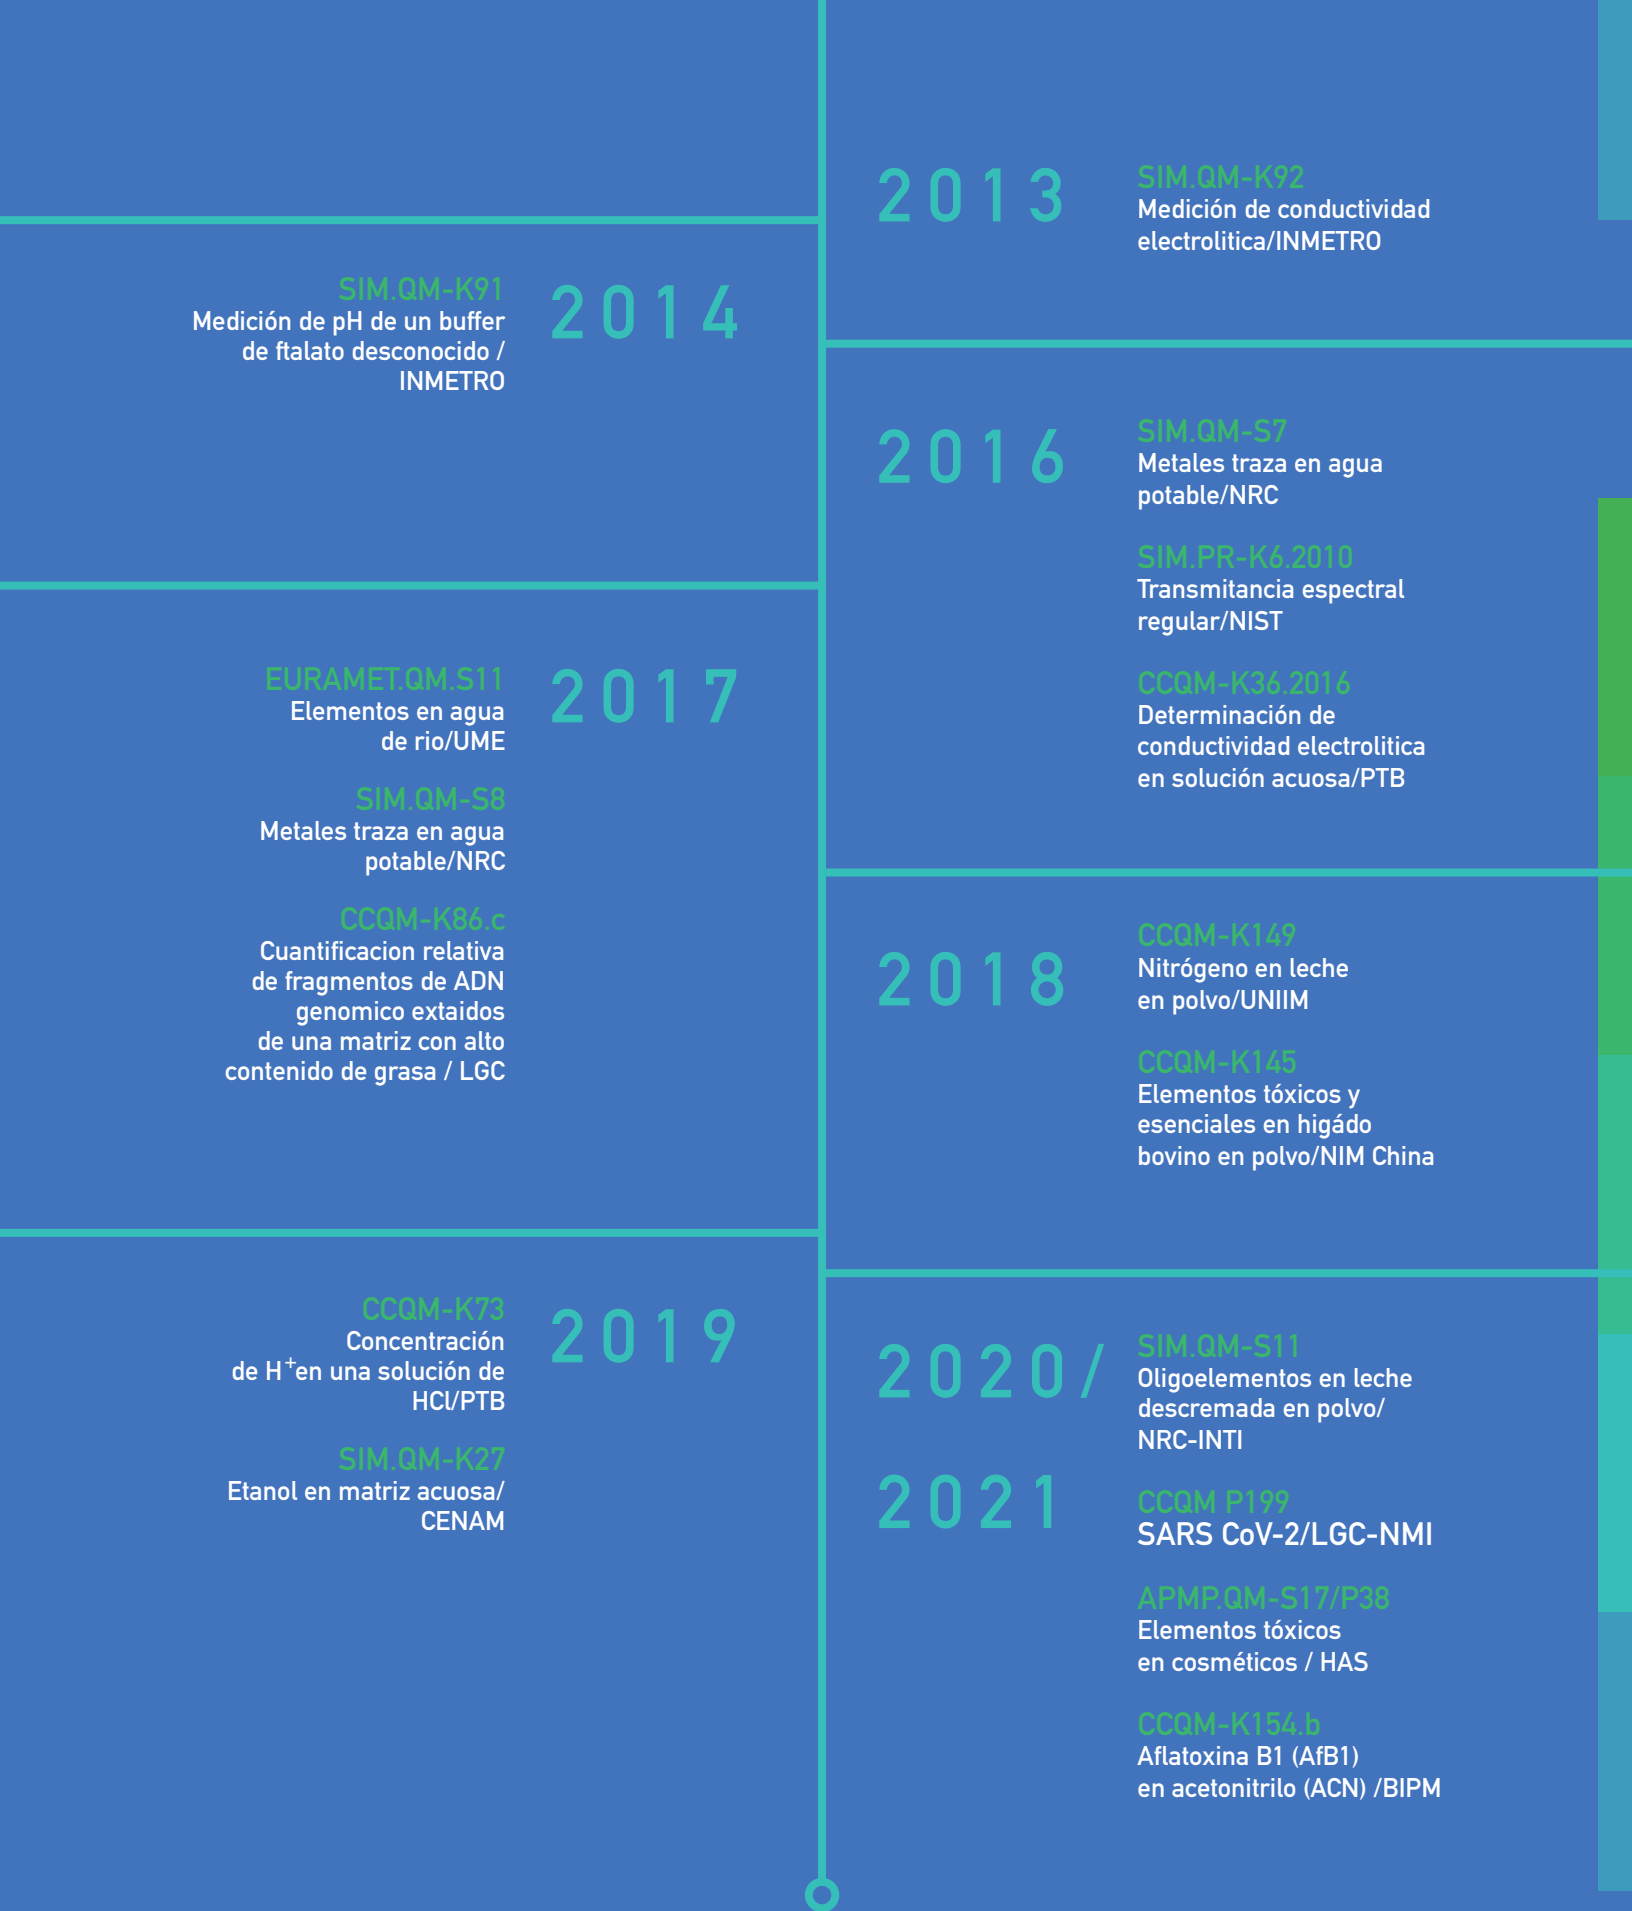 2013
SIM.QM-K92
Medición de conductividad
electrolitica/INMETRO
2014
SIM.QM-K91
Medición de pH de un buffer
de ftalato desconocido /
INMETRO
2016
SIM.QM-S7
Metales traza en agua
potable/NRC
SIM.PR-K6.2010
Transmitancia espectral
regular/NIST
CCQM-K36.2016
Determinación de
conductividad electrolitica
en solución acuosa/PTB
2017
EURAMET.QM.S11
Elementos en agua
de rio/UME
SIM.QM-S8
Metales traza en agua
potable/NRC
CCQM-K86.c
Cuantificacion relativa
de fragmentos de ADN
genomico extaidos
de una matriz con alto
contenido de grasa / LGC
2018
CCQM-K149
Nitrógeno en leche
en polvo/UNIIM
CCQM-K145
Elementos tóxicos y
esenciales en higádo
bovino en polvo/NIM China
2019
CCQM-K73
Concentración
de H⁺en una solución de
HCl/PTB
SIM.QM-K27
Etanol en matriz acuosa/
CENAM
2020/
2021
SIM.QM-S11
Oligoelementos en leche
descremada en polvo/
NRC-INTI
CCQM P199
SARS CoV-2/LGC-NMI
APMP.QM-S17/P38
Elementos tóxicos
en cosméticos / HAS
CCQM-K154.b
Aflatoxina B1 (AfB1)
en acetonitrilo (ACN) /BIPM